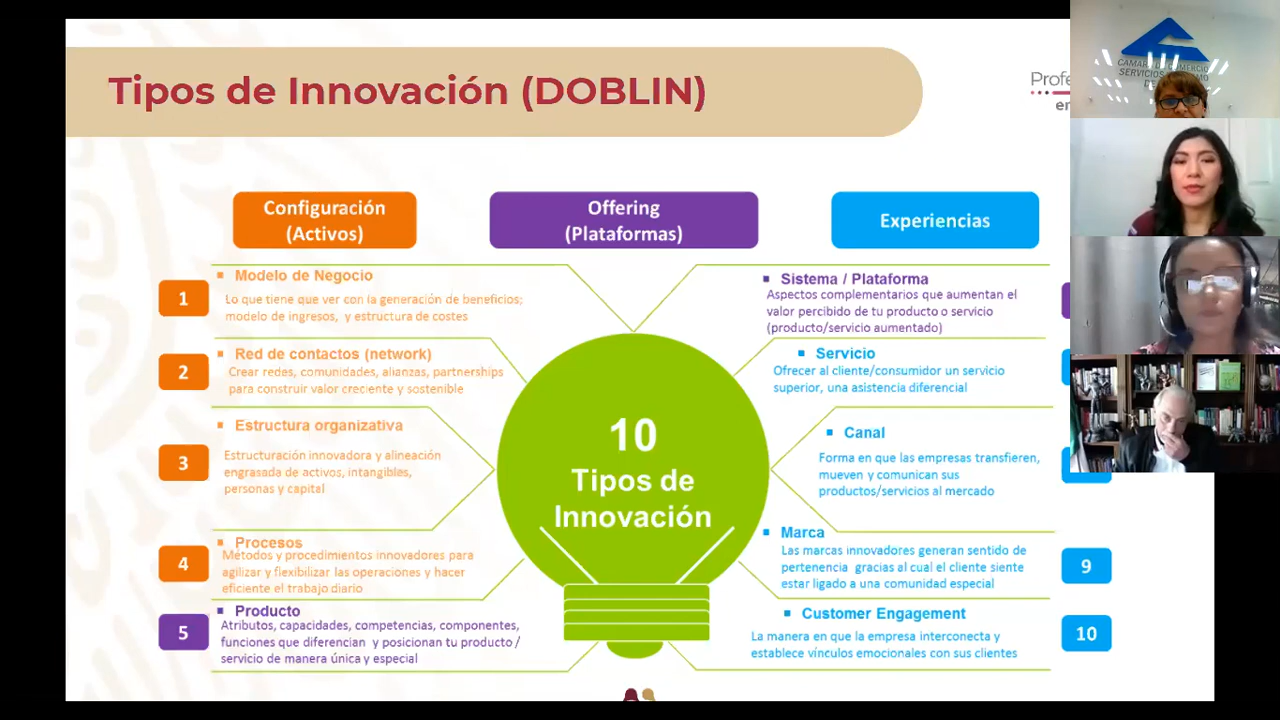 Tipos de Innovación (DOBLIN)
CÁMARA DE COMERCIO
Configuración
(Activos)
Offering
(Plataformas)
Experiencias
1
Modelo de Negocio
Lo que tiene que ver con la generación de beneficios;
modelo de ingresos, y estructura de costes
2
Red de contactos (network)
Crear redes, comunidades, alianzas, partnerships
para construir valor creciente y sostenible
3
Estructura organizativa
Estructuración innovadora y alineación
engrasada de activos, intangibles,
personas y capital
4
Procesos
Métodos y procedimientos innovadores para
agilizar y flexibilizar las operaciones y hacer
eficiente el trabajo diario
5
Producto
Atributos, capacidades, competencias, componentes,
funciones que diferencian y posicionan tu producto /
servicio de manera única y especial
10
Tipos de
Innovación
Sistema / Plataforma
Aspectos complementarios que aumentan el
valor percibido de tu producto o servicio
(producto/servicio aumentado)
Servicio
Ofrecer al cliente/consumidor un servicio
superior, una asistencia diferencial
Canal
Forma en que las empresas transfieren,
mueven y comunican sus
productos/servicios al mercado
Marca
Las marcas innovadores generan sentido de
pertenencia gracias al cual el cliente siente
estar ligado a una comunidad especial
9
Customer Engagement
La manera en que la empresa interconecta y
establece vínculos emocionales con sus clientes
10